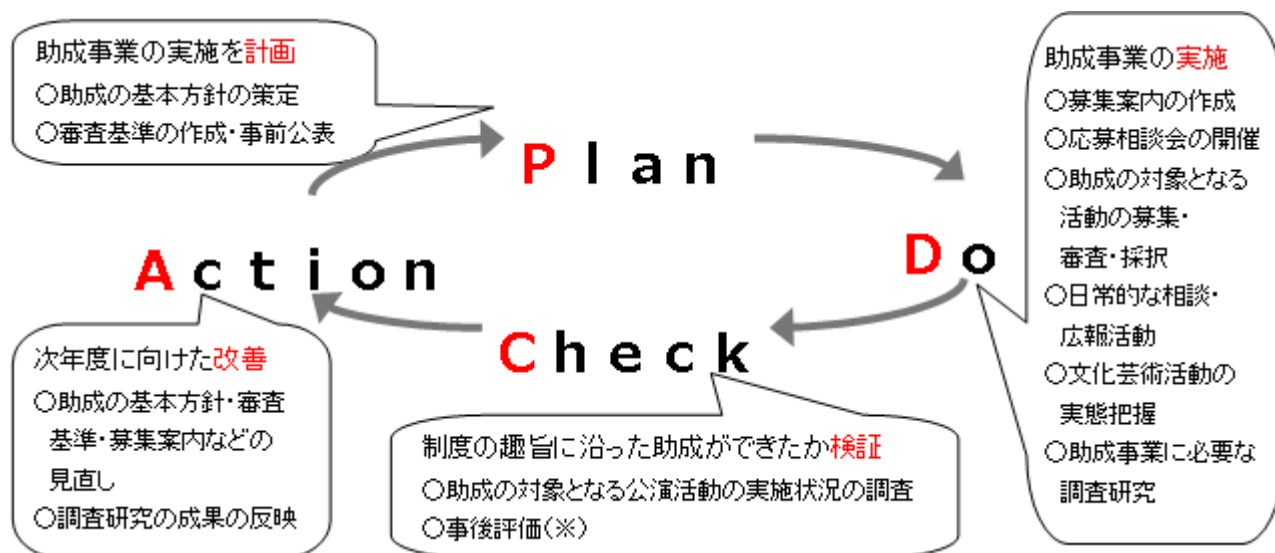 助成事業の実施を計画
○助成の基本方針の策定
○審査基準の作成・事前公表
Plan
助成事業の実施
○募集案内の作成
○応募相談会の開催
○助成の対象となる
活動の募集・
審査・採択
○日常的な相談・
広報活動
○文化芸術活動の
実態把握
○助成事業に必要な
調査研究
Do
Check
制度の趣旨に沿った助成ができたか検証
○助成の対象となる公演活動の実施状況の調査
○事後評価(※)
Action
次年度に向けた改善
○助成の基本方針・審査
基準・募集案内などの
見直し
○調査研究の成果の反映